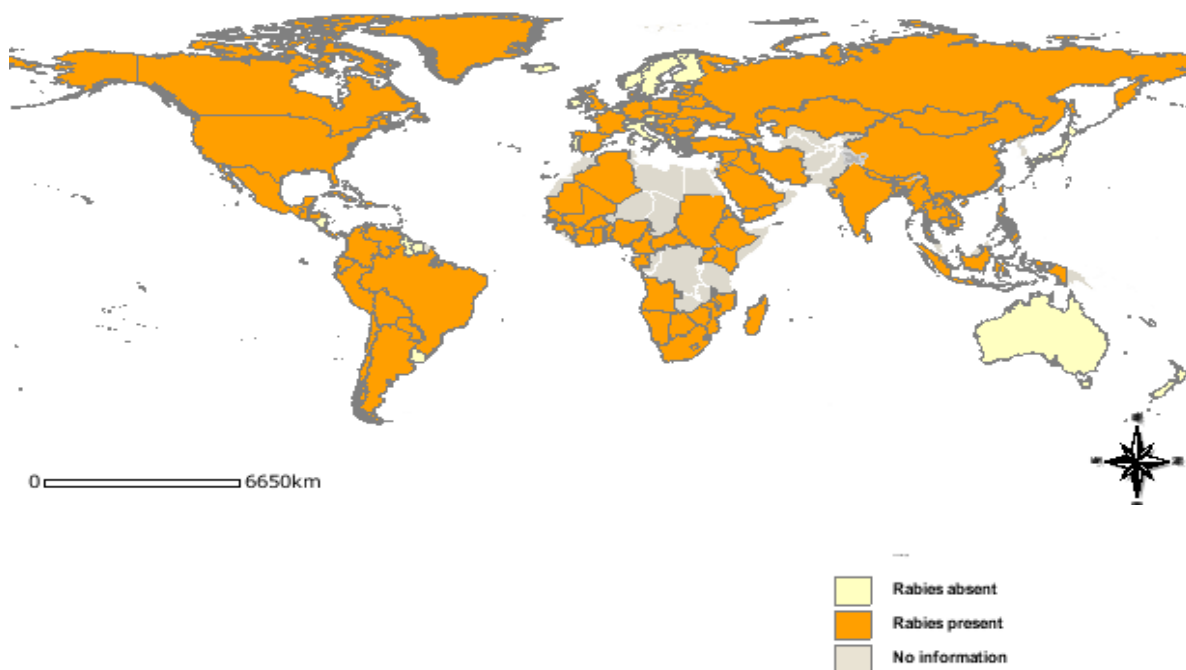 0 6650km
Rabies absent
Rabies present
No information